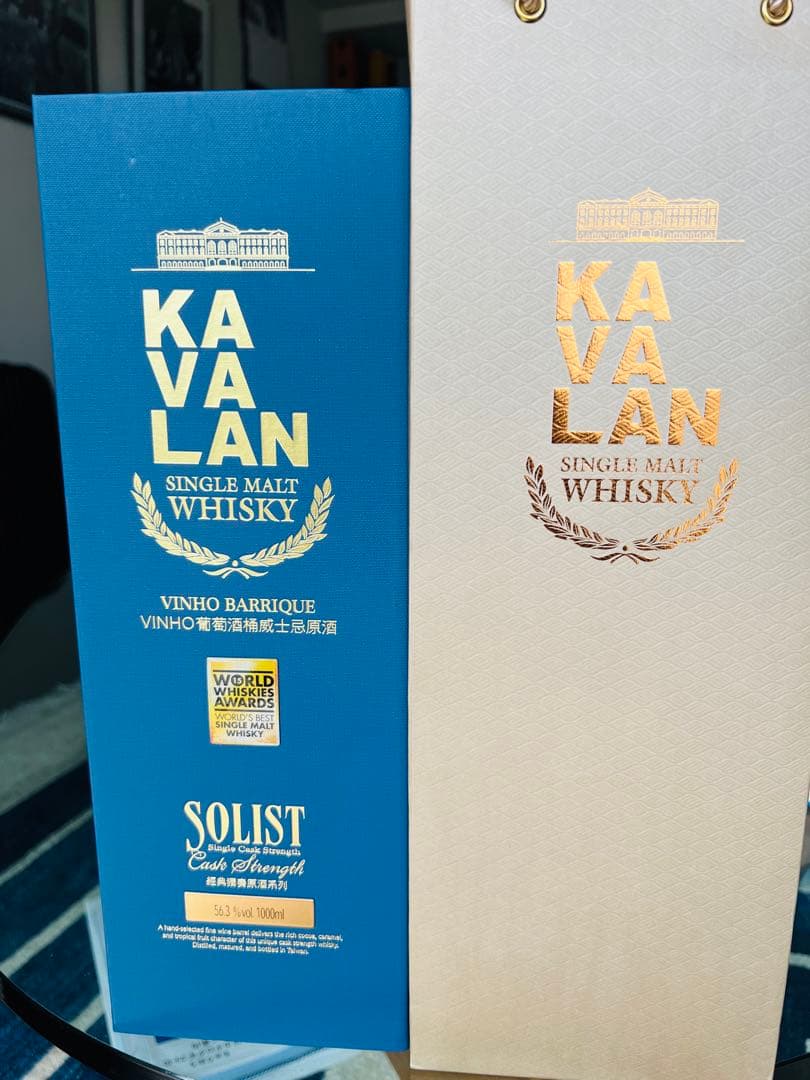 KA
VA
LAN
SINGLE MALT
WHISKY
VINHO BARRIQUE
VINHO葡萄酒桶威士忌原酒
WORLD
WHISKIES
AWARDS
WORLD'S BEST
SINGLE MALT
WHISKY
SOLIST
Single Cask Strength
Cask Strength
經典獨奏原酒系列
56.3 %vol. 1000ml
A hand-selected fine wine barrel delivers the rich cocoa, caramel,
and tropical fruit character of this unique cask strength whisky.
Distilled, matured, and bottled in Taiwan.
KA
VA
LAN
SINGLE MALT
WHISKY